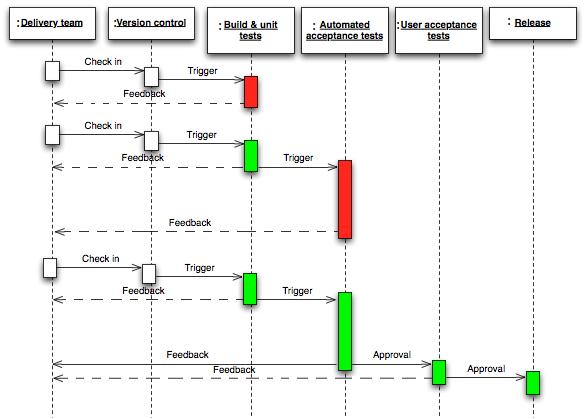 :Delivery team
:Version control
: Build & unit
tests
: Automated
acceptance tests
:User acceptance
tests
: Release
Check in
Trigger
Feedback
Check in
Trigger
Feedback
Trigger
Feedback
Check in
Trigger
Feedback
Trigger
Feedback
Approval
Feedback
Approval